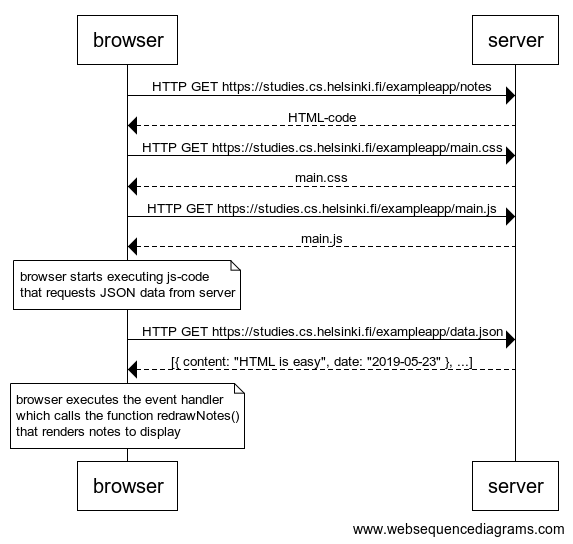 browser
server
HTTP GET https://studies.cs.helsinki.fi/exampleapp/notes
HTML-code
HTTP GET https://studies.cs.helsinki.fi/exampleapp/main.css
main.css
HTTP GET https://studies.cs.helsinki.fi/exampleapp/main.js
main.js
browser starts executing js-code
that requests JSON data from server
HTTP GET https://studies.cs.helsinki.fi/exampleapp/data.json
[{ content: "HTML is easy", date: "2019-05-23" }, ...]
browser executes the event handler
which calls the function redrawNotes()
that renders notes to display
browser
server
www.websequencediagrams.com